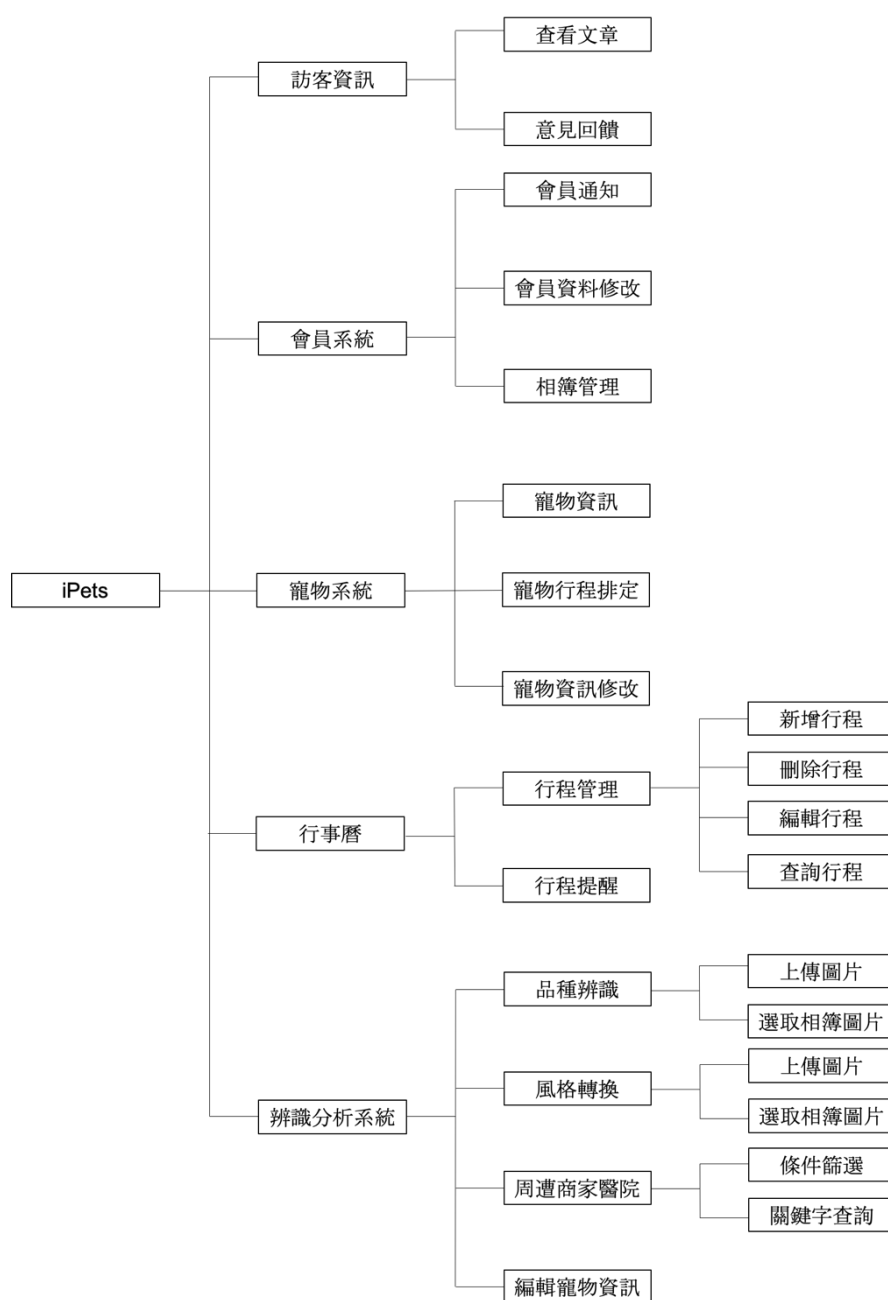 iPets
訪客資訊
查看文章
意見回饋
會員系統
會員通知
會員資料修改
相簿管理
寵物系統
寵物資訊
寵物行程排定
寵物資訊修改
行事曆
行程管理
新增行程
刪除行程
編輯行程
查詢行程
行程提醒
辨識分析系統
品種辨識
上傳圖片
選取相簿圖片
風格轉換
上傳圖片
選取相簿圖片
周遭商家醫院
條件篩選
關鍵字查詢
編輯寵物資訊